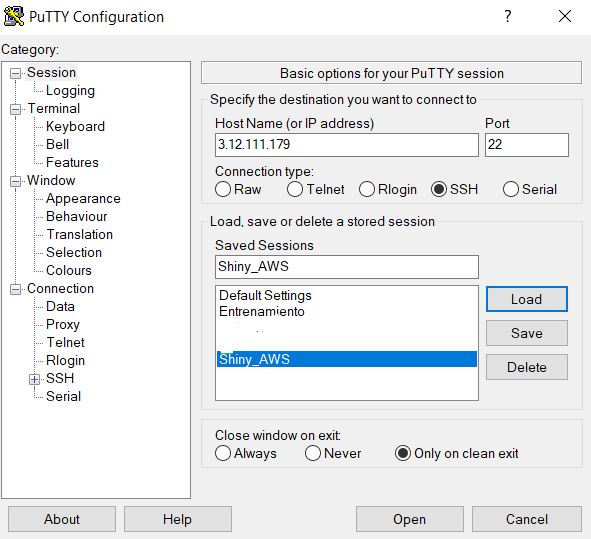 PuTTY Configuration
?
Category:
Session
Logging
Terminal
Keyboard
Bell
Features
Window
Appearance
Behaviour
Translation
Selection
Colours
Connection
Data
Proxy
Telnet
Rlogin
SSH
Serial
Basic options for your PuTTY session
Specify the destination you want to connect to
Host Name (or IP address) Port
3.12.111.179 22
Connection type:
Raw Telnet Rlogin SSH Serial
Load, save or delete a stored session
Saved Sessions
Shiny_AWS
Default Settings
Entrenamiento
Shiny_AWS
Load
Save
Delete
Close window on exit:
Always Never Only on clean exit
About Help Open Cancel